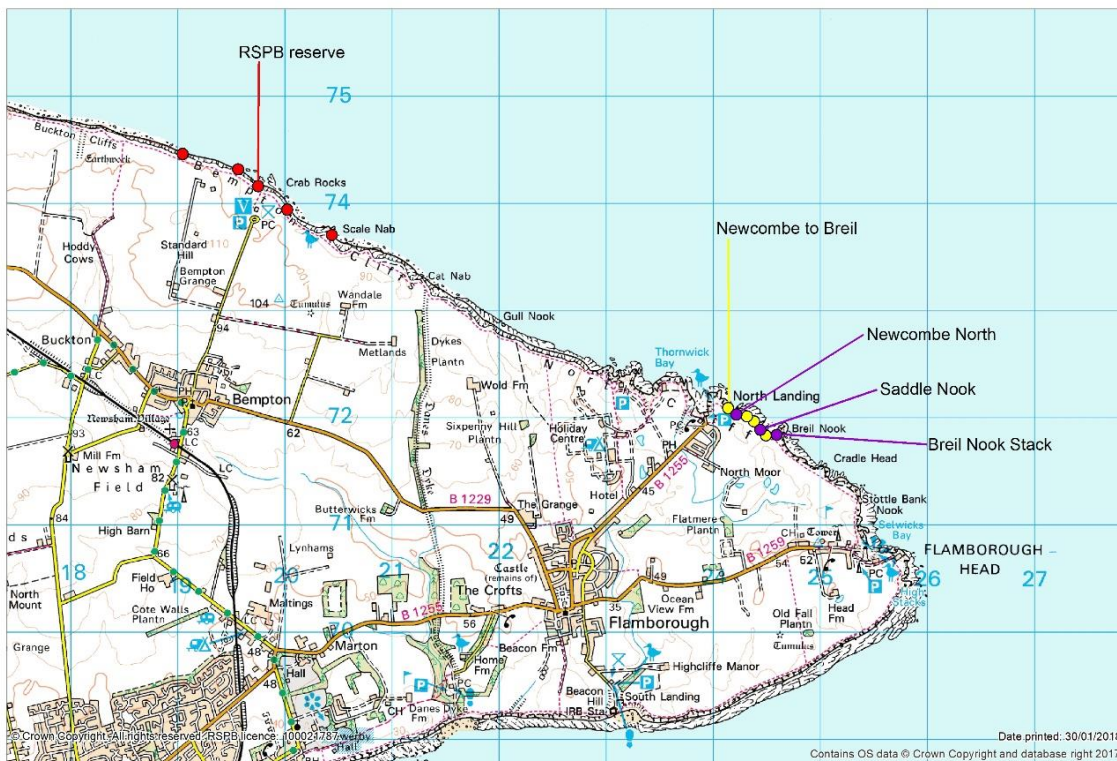 RSPB reserve
75
Buckton Cliffs
Earthwork
Bempton
Crab Rocks
74
V
P
PC
Scale Nab
Cliffs
Newcombe to Breil
Hoddy
Cows
Standard
Hill
110
Bempton
Grange
90
Cat Nab
104
Tumulus
Wandale
Fm
94
Gull Nook
Newcombe North
Buckton
Metlands
Dykes
Plantn
Thornwick
Bay
North Landing
Saddle Nook
Wold Fm
P
72
Bempton
Newsham Village
LC
63
62
Sixpenny Hill
Plantn
Holiday
Centre
PH
P
Breil Nook
Breil Nook Stack
Cradle Head
93
Mill Fm
Newsham
Field
82
LC
Danes Dyke
B 1255
45
North Moor
Hotel
Stottle Bank
Nook
84
High Barn
Butterwicks Fm
71
B 1229
49
The Grange
Flatmere
Plantn
Selwicks
Bay
66
18
19
20
21
22
Castle
(remains of)
B 1259
Tower
54
62
25
PC
P
FLAMBOROUGH
HEAD
26
27
High
Stacks
North
Mount
Field
Ho
Lynhams
Maltings
Cote Walls
Plantn
B 1255
The Crofts
56
49
Ocean
View Fm
35
Flamborough
Old Fall
Plantn
Tumulus
Head
Fm
Grange
48
70
Marton
Hall
48
Beacon Fm
Home
Fm
Highcliffe Manor
P
PC
CH
Danes Dyke
Fm
Beacon
Hill
IRB Sta
South Landing
P
© Crown Copyright. All rights reserved. RSPB licence: 100021787
Date printed: 30/01/2018
Contains OS data © Crown Copyright and database right 2017